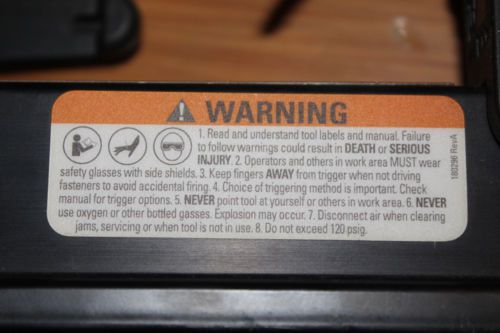 WARNING
1. Read and understand tool labels and manual. Failure
to follow warnings could result in DEATH or SERIOUS
INJURY. 2. Operators and others in work area MUST wear
safety glasses with side shields. 3. Keep fingers AWAY from trigger when not driving
fasteners to avoid accidental firing. 4. Choice of triggering method is important. Check
manual for trigger options. 5. NEVER point tool at yourself or others in work area. 6. NEVER
use oxygen or other bottled gasses. Explosion may occur. 7. Disconnect air when clearing
jams, servicing or when tool is not in use. 8. Do not exceed 120 psig.
180296 RevA